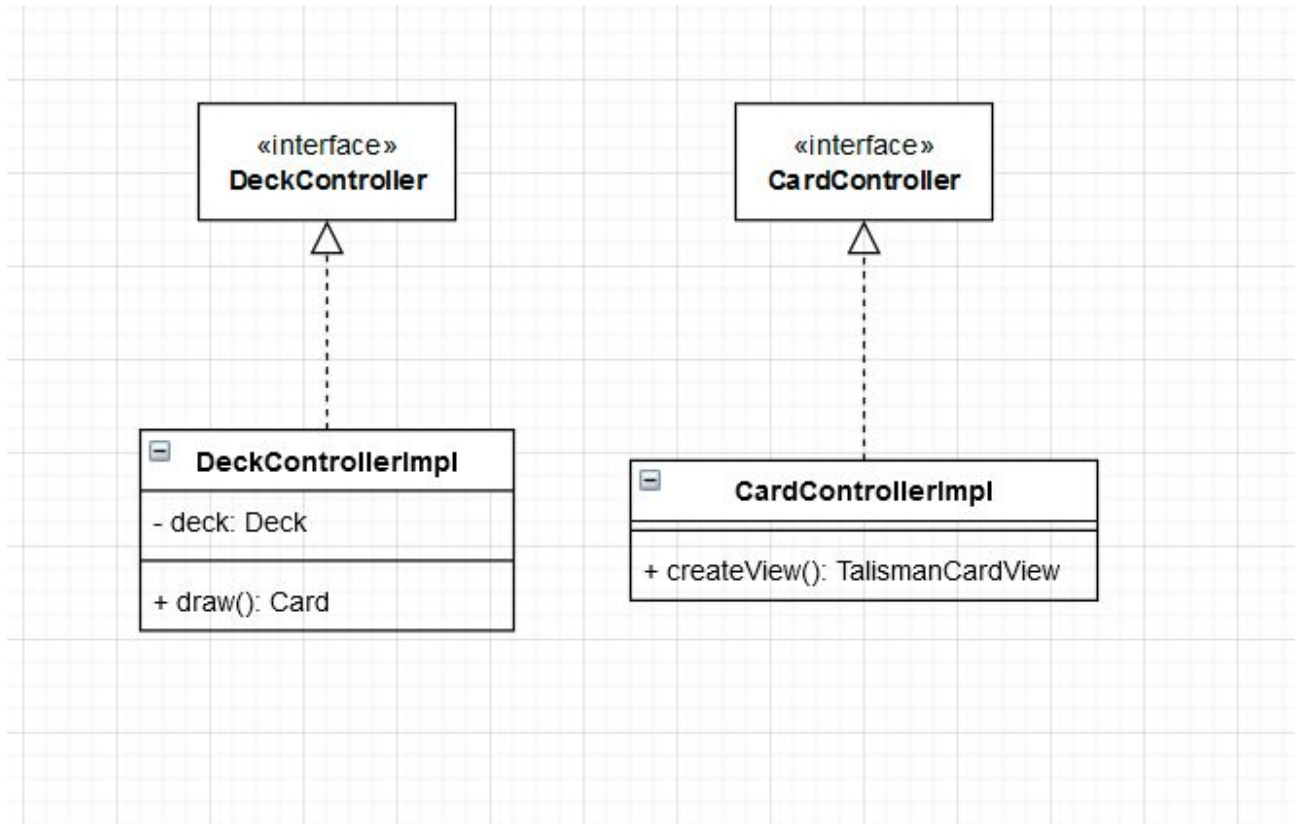 «interface»
DeckController
«interface»
CardController
DeckControllerImpl
- deck: Deck
+ draw(): Card
CardControllerImpl
+ createView(): TalismanCardView